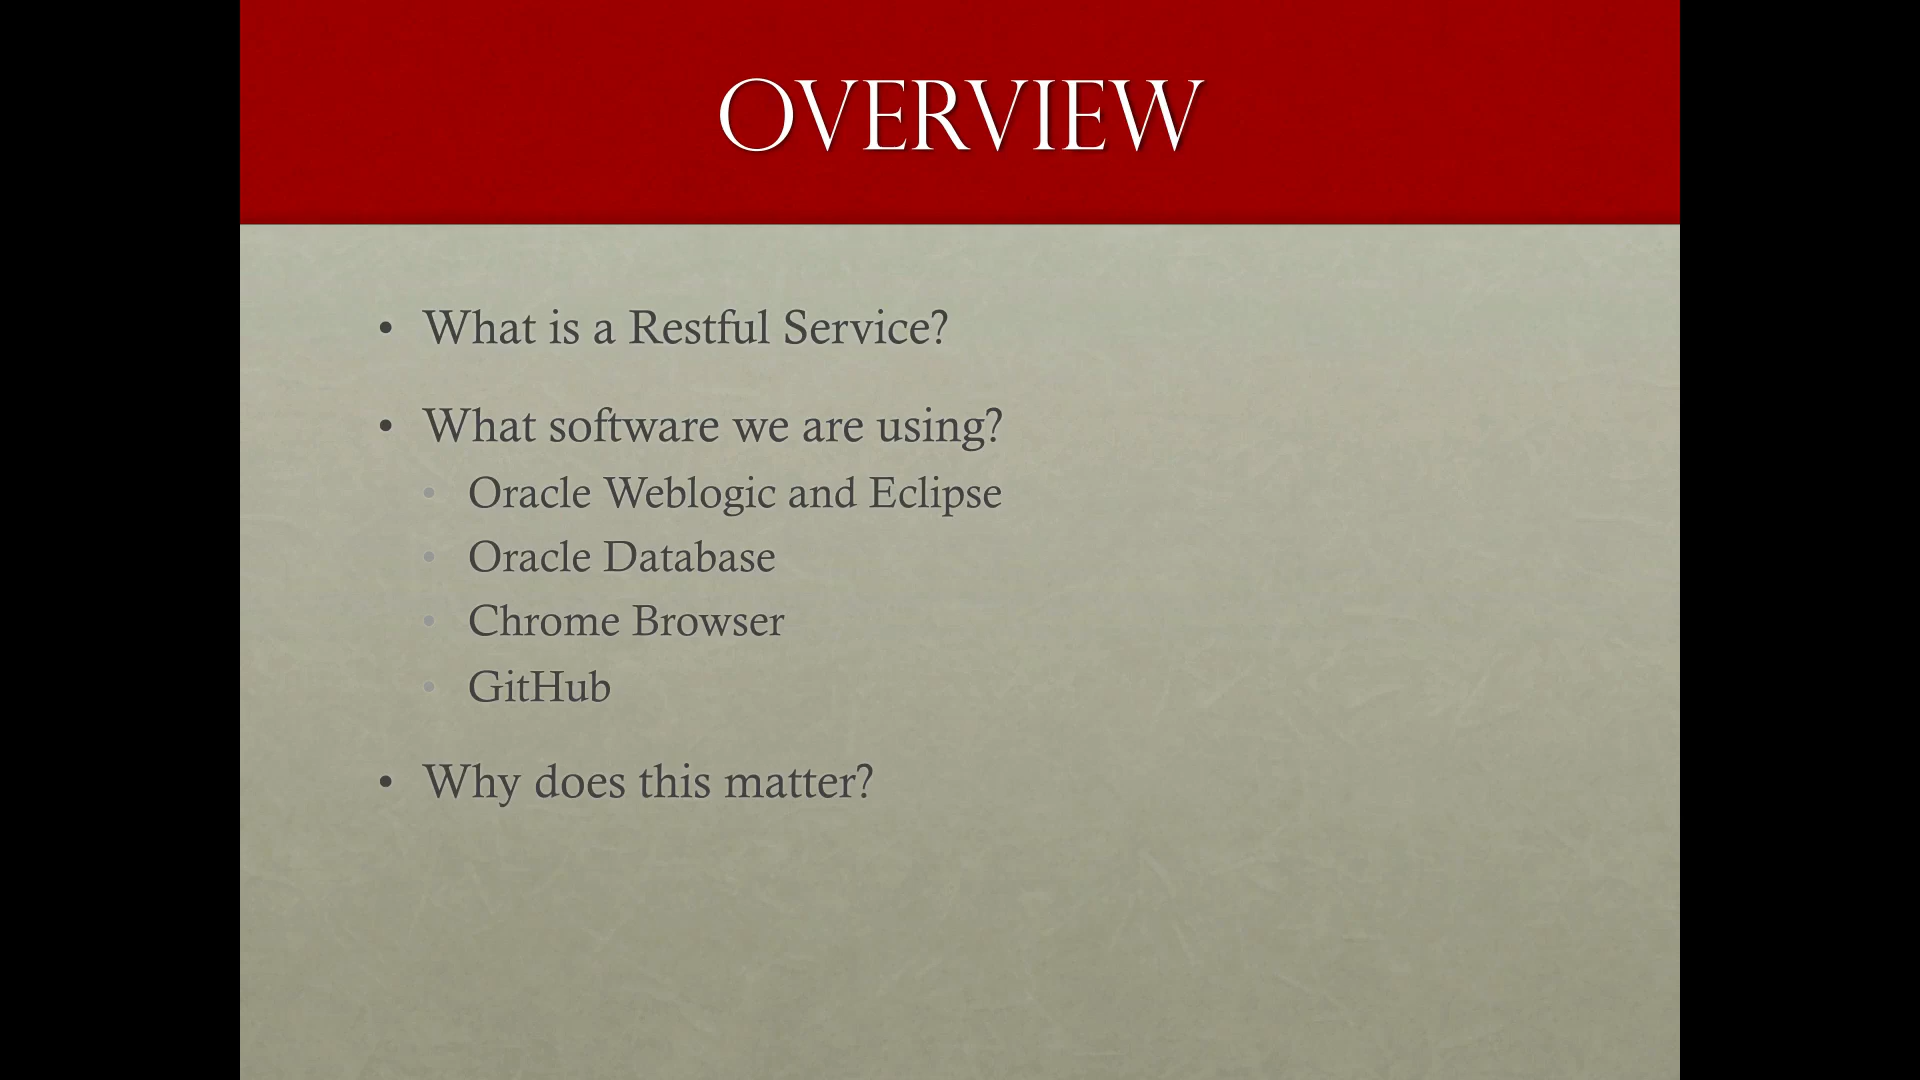 OVERVIEW
• What is a Restful Service?
• What software we are using?
• Oracle Weblogic and Eclipse
• Oracle Database
• Chrome Browser
• GitHub
• Why does this matter?